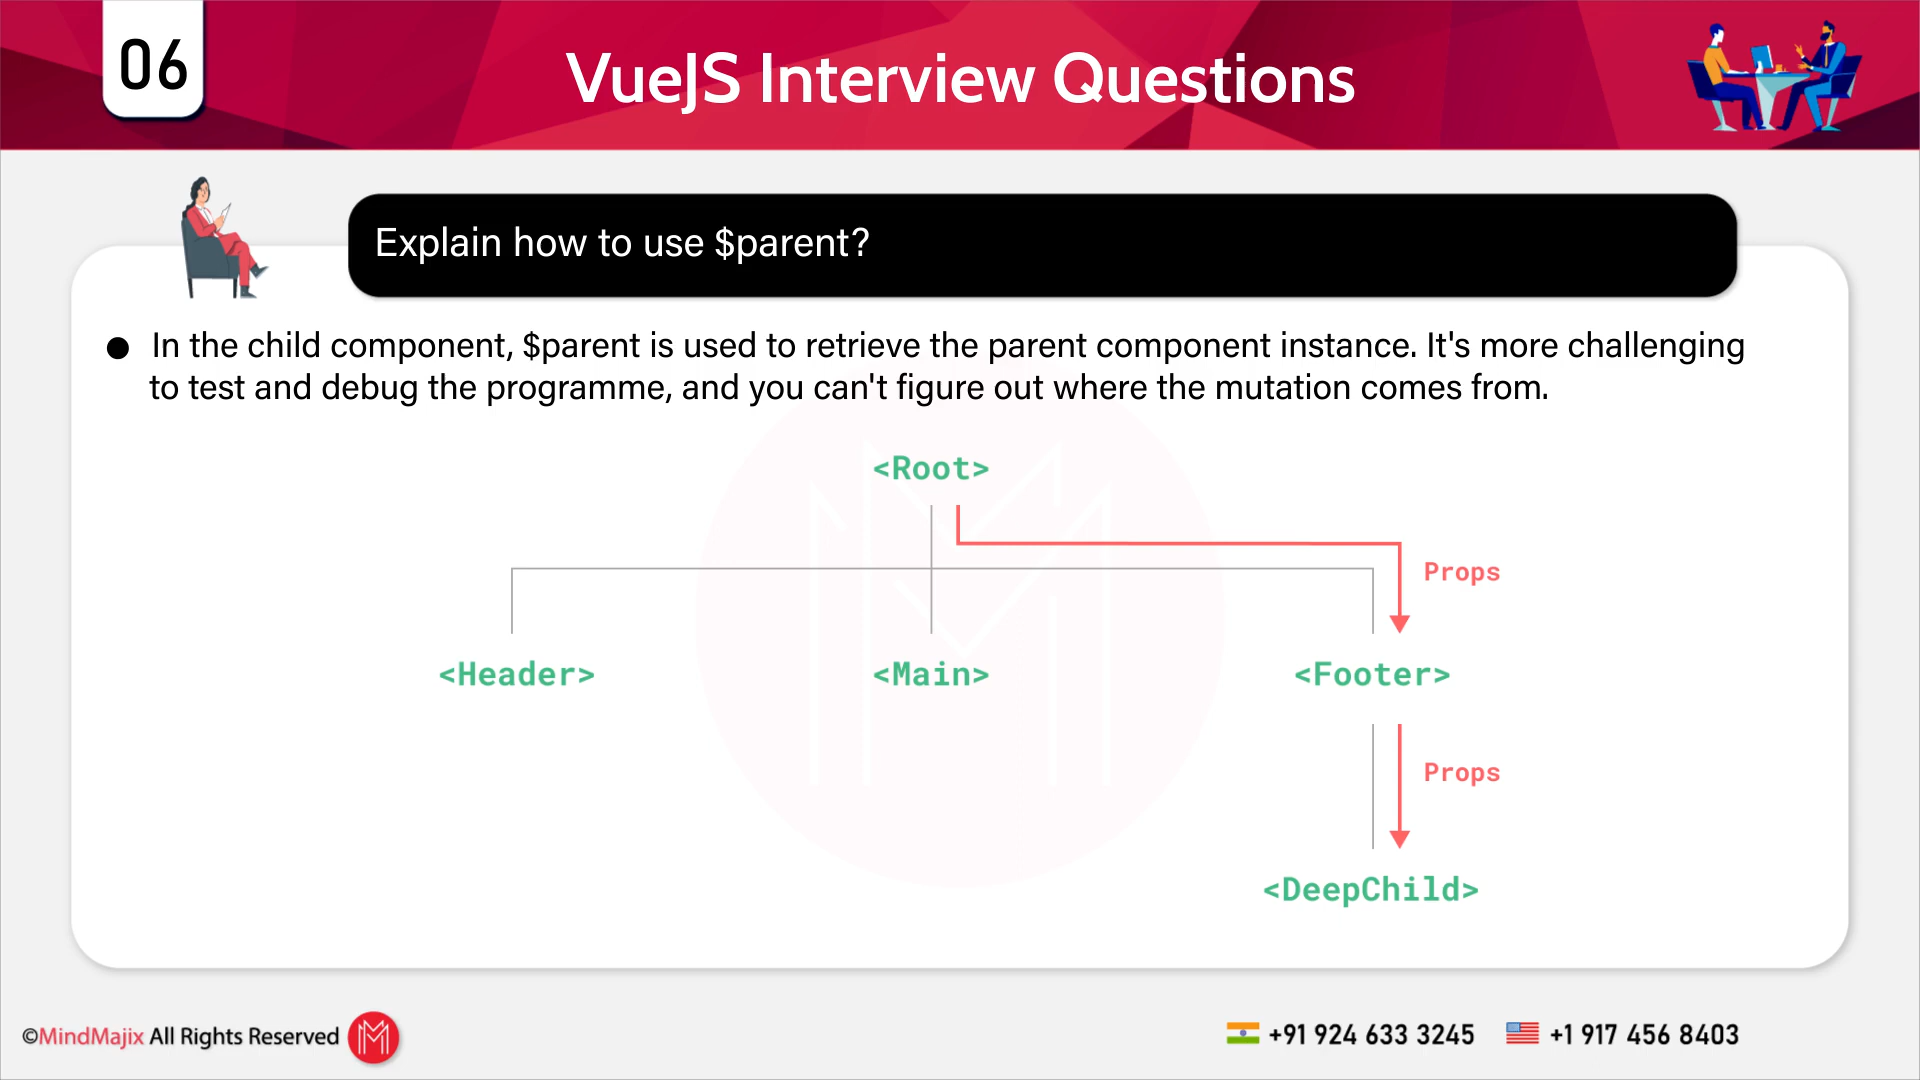 06
VueJS Interview Questions
Explain how to use $parent?
● In the child component, $parent is used to retrieve the parent component instance. It's more challenging
to test and debug the programme, and you can't figure out where the mutation comes from.
<Root>
Props
<Header>
<Main>
<Footer>
Props
<DeepChild>
©MindMajix All Rights Reserved
+91 924 633 3245
+1 917 456 8403